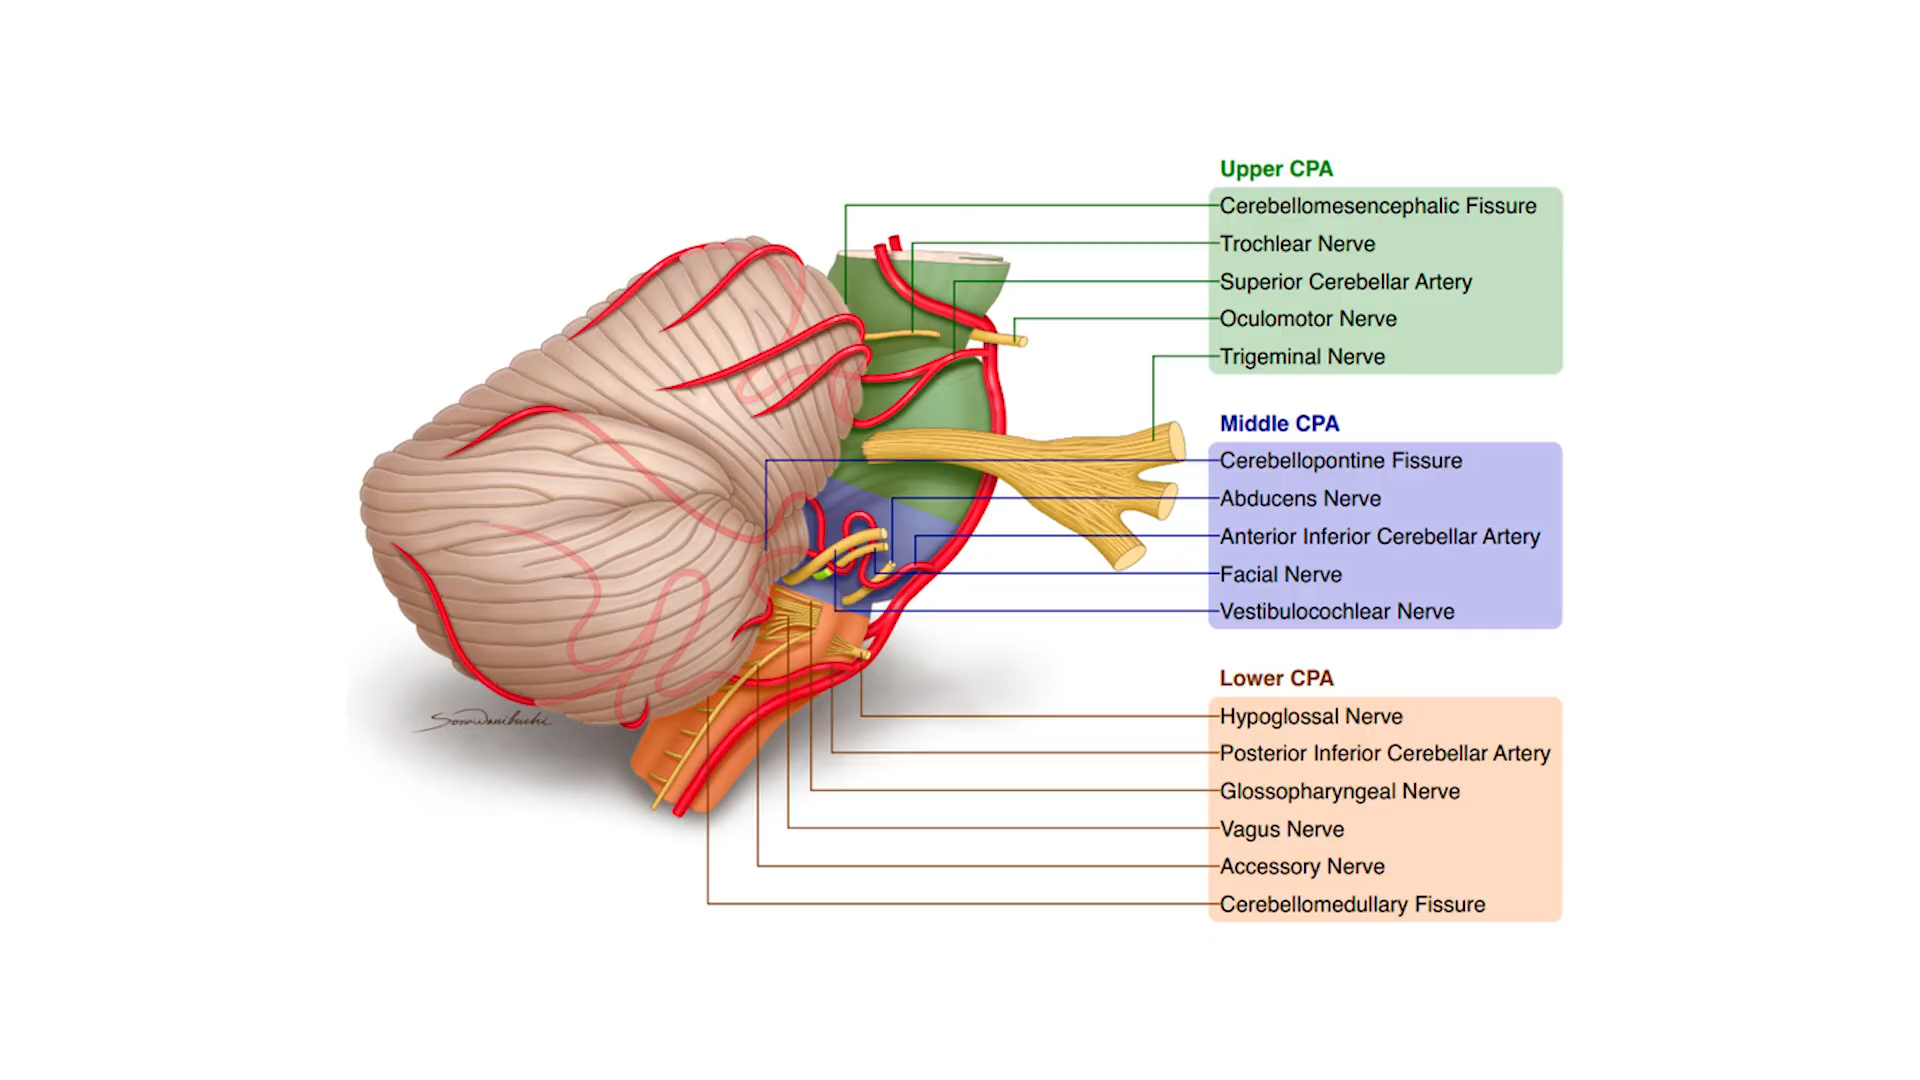 Upper CPA
Cerebellomesencephalic Fissure
Trochlear Nerve
Superior Cerebellar Artery
Oculomotor Nerve
Trigeminal Nerve
Middle CPA
Cerebellopontine Fissure
Abducens Nerve
Anterior Inferior Cerebellar Artery
Facial Nerve
Vestibulocochlear Nerve
Lower CPA
Hypoglossal Nerve
Posterior Inferior Cerebellar Artery
Glossopharyngeal Nerve
Vagus Nerve
Accessory Nerve
Cerebellomedullary Fissure